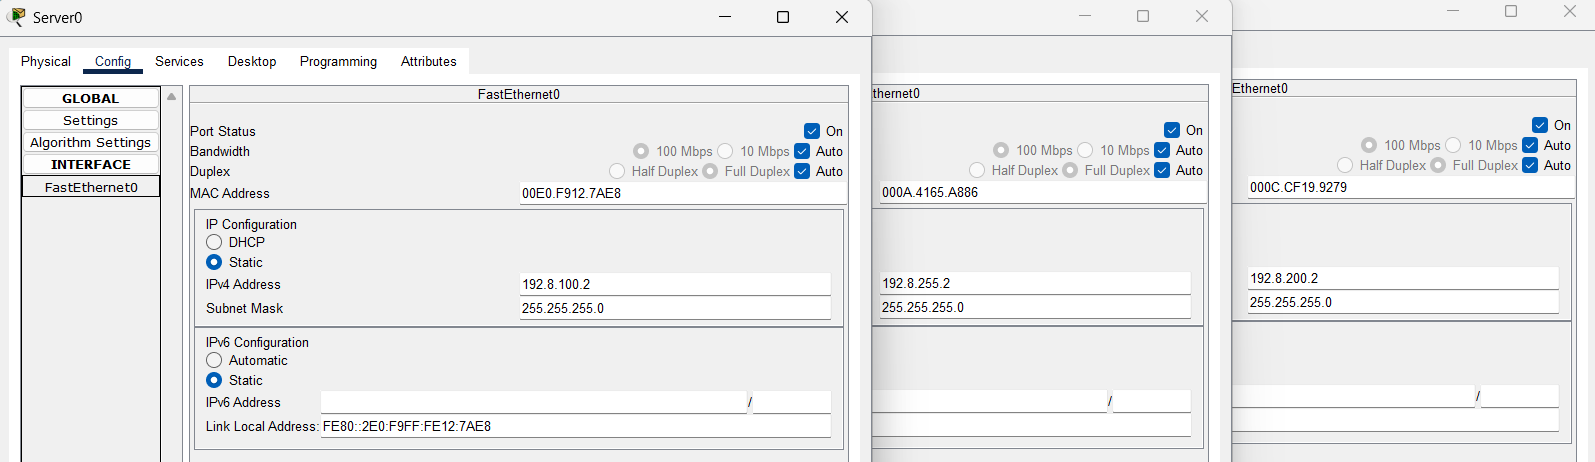 Server0
Physical Config Services Desktop Programming Attributes
GLOBAL
Settings
Algorithm Settings
INTERFACE
FastEthernet0
FastEthernet0
Port Status On
Bandwidth 100 Mbps 10 Mbps Auto
Duplex Half Duplex Full Duplex Auto
MAC Address 00E0.F912.7AE8
IP Configuration
DHCP
Static
IPv4 Address 192.8.100.2
Subnet Mask 255.255.255.0
IPv6 Configuration
Automatic
Static
IPv6 Address /
Link Local Address: FE80::2E0:F9FF:FE12:7AE8
thernet0
On
100 Mbps 10 Mbps Auto
Half Duplex Full Duplex Auto
000A.4165.A886
192.8.255.2
255.255.255.0
/
Ethernet0
On
100 Mbps 10 Mbps Auto
Half Duplex Full Duplex Auto
000C.CF19.9279
192.8.200.2
255.255.255.0
/